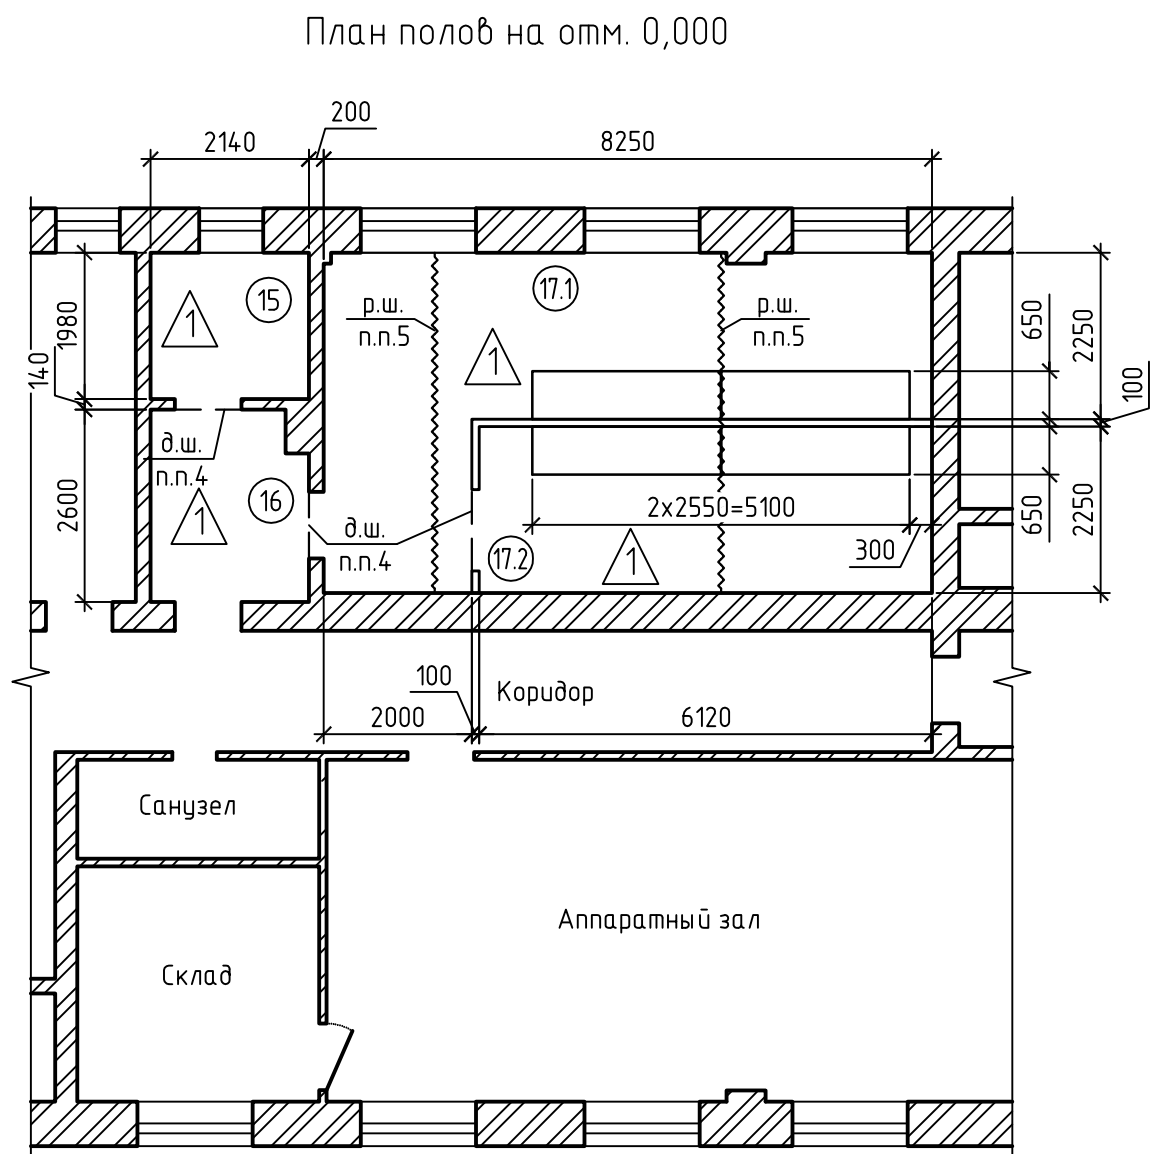 План полов на отм. 0,000
200
2140
8250
15
17.1
р.ш.
п.п.5
р.ш.
п.п.5
1
1
1980
140
650
2250
100
д.ш.
п.п.4
2600
1
16
2х2550=5100
д.ш.
п.п.4
17.2
1
300
650
2250
100
Коридор
2000
6120
Санузел
Аппаратный зал
Склад